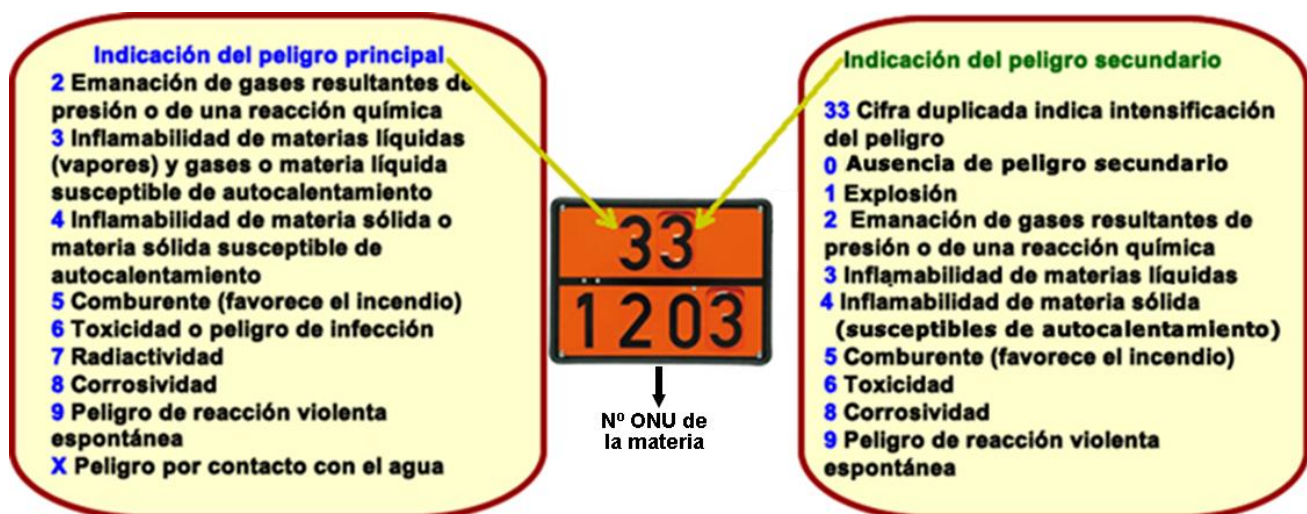 Indicación del peligro principal
2 Emanación de gases resultantes de
presión o de una reacción química
3 Inflamabilidad de materias líquidas
(vapores) y gases o materia líquida
susceptible de autocalentamiento
4 Inflamabilidad de materia sólida o
materia sólida susceptible de
autocalentamiento
5 Comburente (favorece el incendio)
6 Toxicidad o peligro de infección
7 Radiactividad
8 Corrosividad
9 Peligro de reacción violenta
espontánea
X Peligro por contacto con el agua
33
1203
Nº ONU de
la materia
Indicación del peligro secundario
33 Cifra duplicada indica intensificación
del peligro
0 Ausencia de peligro secundario
1 Explosión
2 Emanación de gases resultantes de
presión o de una reacción química
3 Inflamabilidad de materias líquidas
4 Inflamabilidad de materia sólida
(susceptibles de autocalentamiento)
5 Comburente (favorece el incendio)
6 Toxicidad
8 Corrosividad
9 Peligro de reacción violenta
espontánea